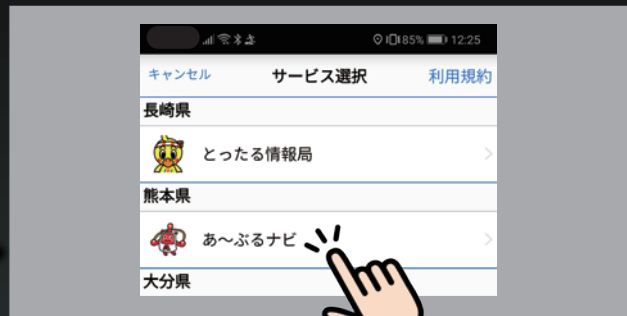 85% 12:25
キャンセル サービス選択 利用規約
長崎県
とったる情報局
熊本県
あ〜ぶるナビ
大分県